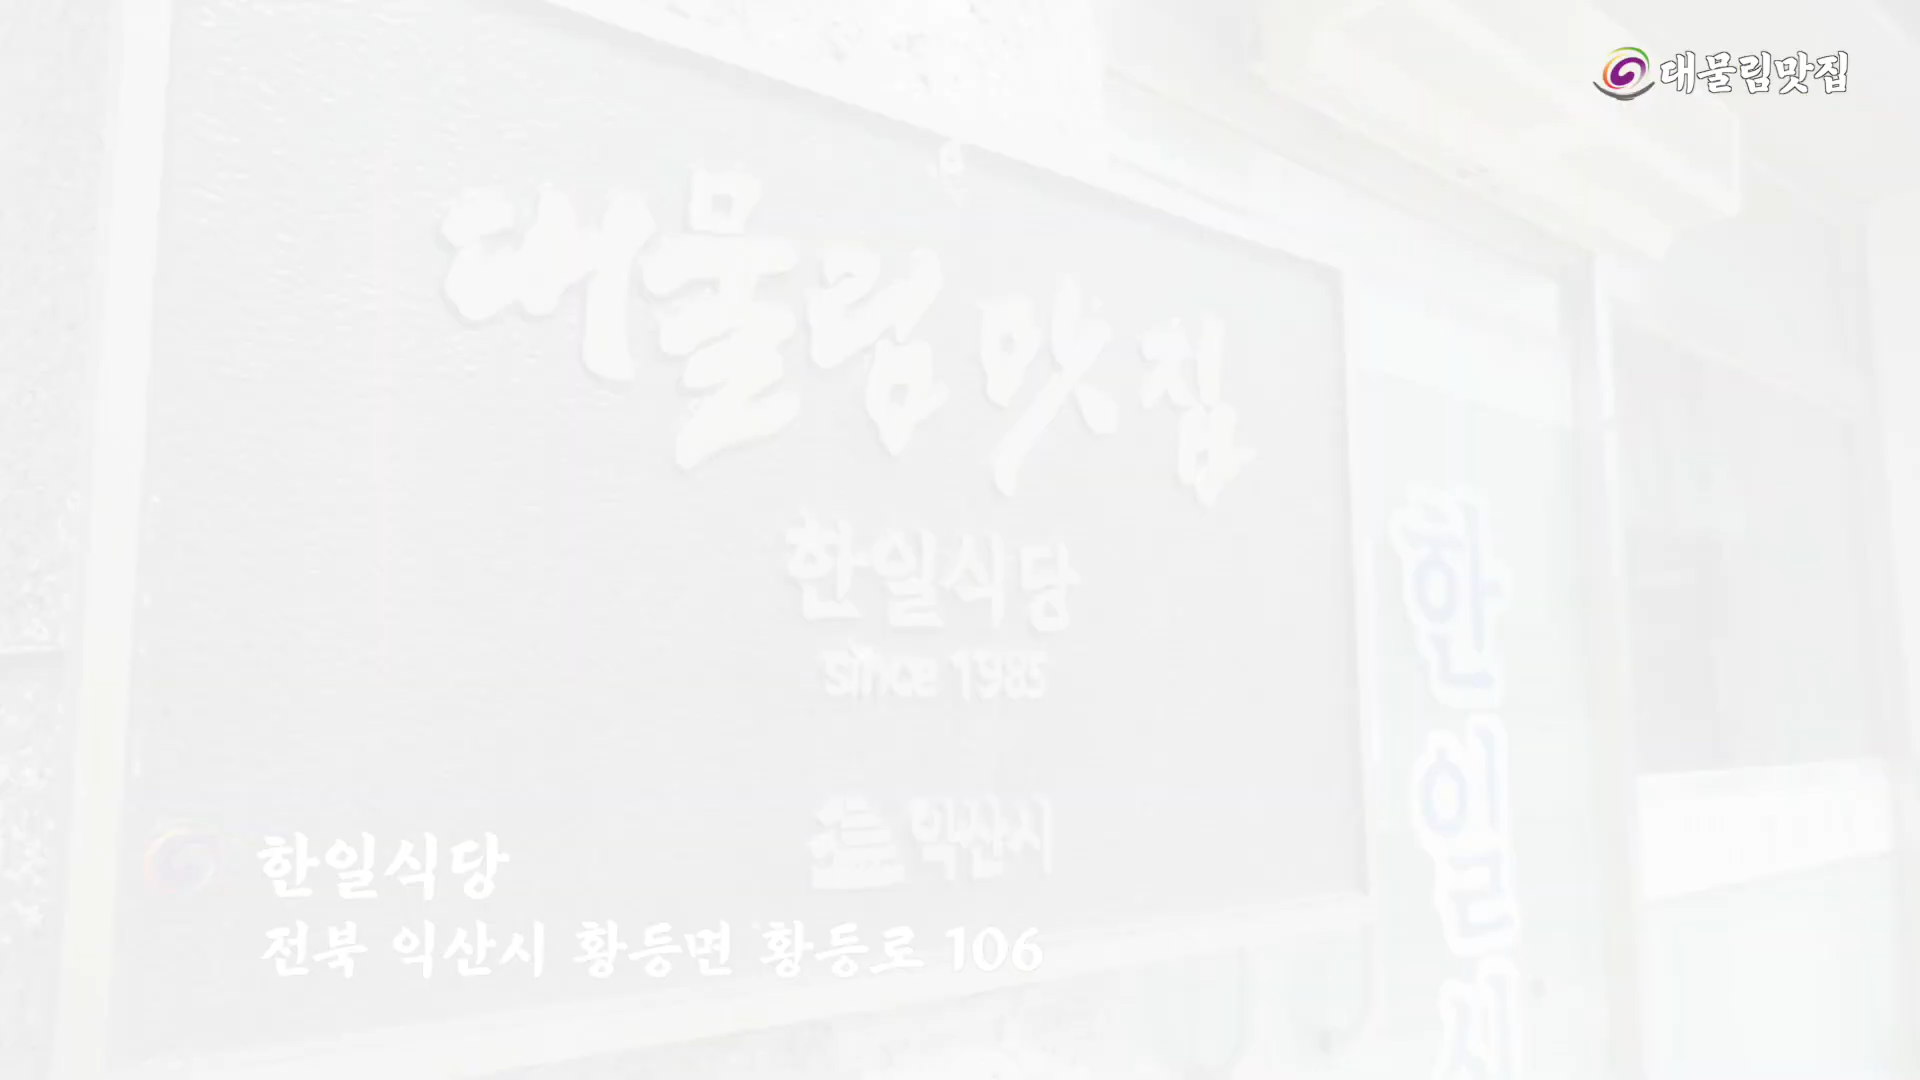 대물림맛집
대물림맛집
한일식당
since 1985
익산시
한일식
한일식당
전북 익산시 황등면 황등로 106